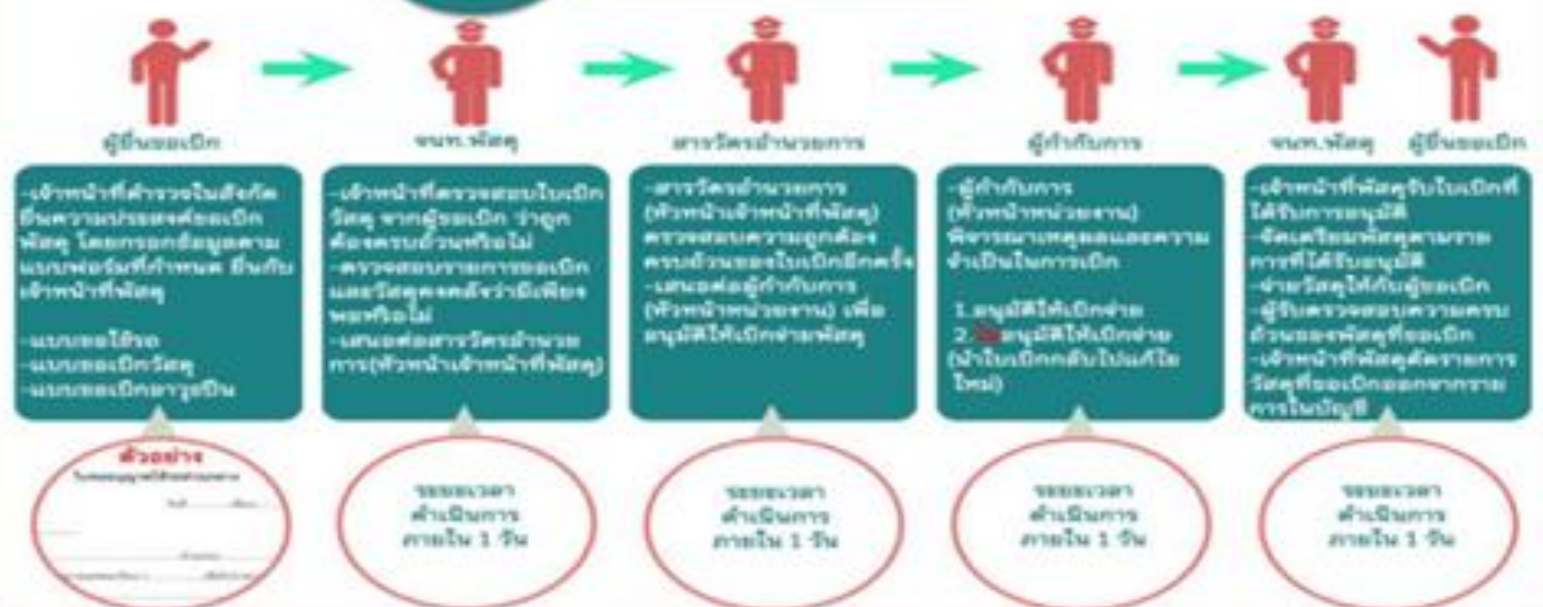 ผู้ยื่นขอเบิก
จนท.พัสดุ
สารวัตรอำนวยการ
ผู้กำกับการ
จนท.พัสดุ
ผู้ยื่นขอเบิก
-เจ้าหน้าที่ตำรวจในสังกัด
ยื่นความประสงค์ขอเบิก
พัสดุ โดยกรอกข้อมูลตาม
แบบฟอร์มที่กำหนด ยื่นกับ
เจ้าหน้าที่พัสดุ
-แบบขอใช้รถ
-แบบขอเบิกวัสดุ
-แบบขอเบิกอาวุธปืน
-เจ้าหน้าที่ตรวจสอบใบเบิก
วัสดุ จากผู้ขอเบิก ว่าถูก
ต้องครบถ้วนหรือไม่
-ตรวจสอบรายการขอเบิก
และวัสดุคงคลังว่ามีเพียง
พอหรือไม่
-เสนอต่อสารวัตรอำนวย
การ(หัวหน้าเจ้าหน้าที่พัสดุ)
-สารวัตรอำนวยการ
(หัวหน้าเจ้าหน้าที่พัสดุ)
ตรวจสอบความถูกต้อง
ครบถ้วนของใบเบิกอีกครั้ง
-เสนอต่อผู้กำกับการ
(หัวหน้าหน่วยงาน) เพื่อ
อนุมัติให้เบิกจ่ายพัสดุ
-ผู้กำกับการ
(หัวหน้าหน่วยงาน)
พิจารณาเหตุผลและความ
จำเป็นในการเบิก
1.อนุมัติให้เบิกจ่าย
2.ไม่อนุมัติให้เบิกจ่าย
(นำใบเบิกกลับไปแก้ไข
ใหม่)
-เจ้าหน้าที่พัสดุรับใบเบิกที่
ได้รับการอนุมัติ
-จัดเตรียมพัสดุตามราย
การที่ได้รับอนุมัติ
-จ่ายวัสดุให้กับผู้ขอเบิก
-ผู้รับตรวจสอบความครบ
ถ้วนของพัสดุที่ขอเบิก
-เจ้าหน้าที่พัสดุตัดรายการ
วัสดุที่ขอเบิกออกจากราย
การในบัญชี
ตัวอย่าง
ระยะเวลา
ดำเนินการ
ภายใน 1 วัน
ระยะเวลา
ดำเนินการ
ภายใน 1 วัน
ระยะเวลา
ดำเนินการ
ภายใน 1 วัน
ระยะเวลา
ดำเนินการ
ภายใน 1 วัน